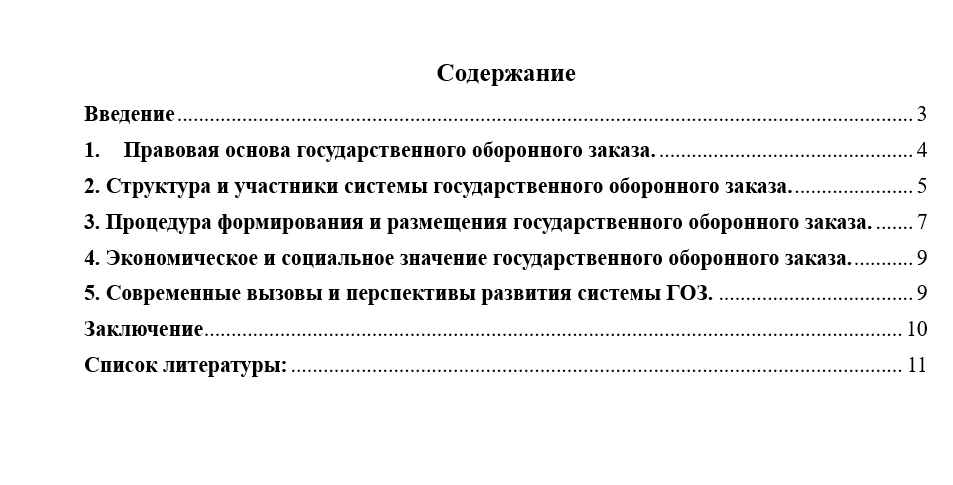 Содержание
Введение........................................................................................................................................ 3
1. Правовая основа государственного оборонного заказа................................................ 4
2. Структура и участники системы государственного оборонного заказа....................... 5
3. Процедура формирования и размещения государственного оборонного заказа. ....... 7
4. Экономическое и социальное значение государственного оборонного заказа............ 9
5. Современные вызовы и перспективы развития системы ГОЗ. .................................... 9
Заключение................................................................................................................................. 10
Список литературы: ................................................................................................................. 11